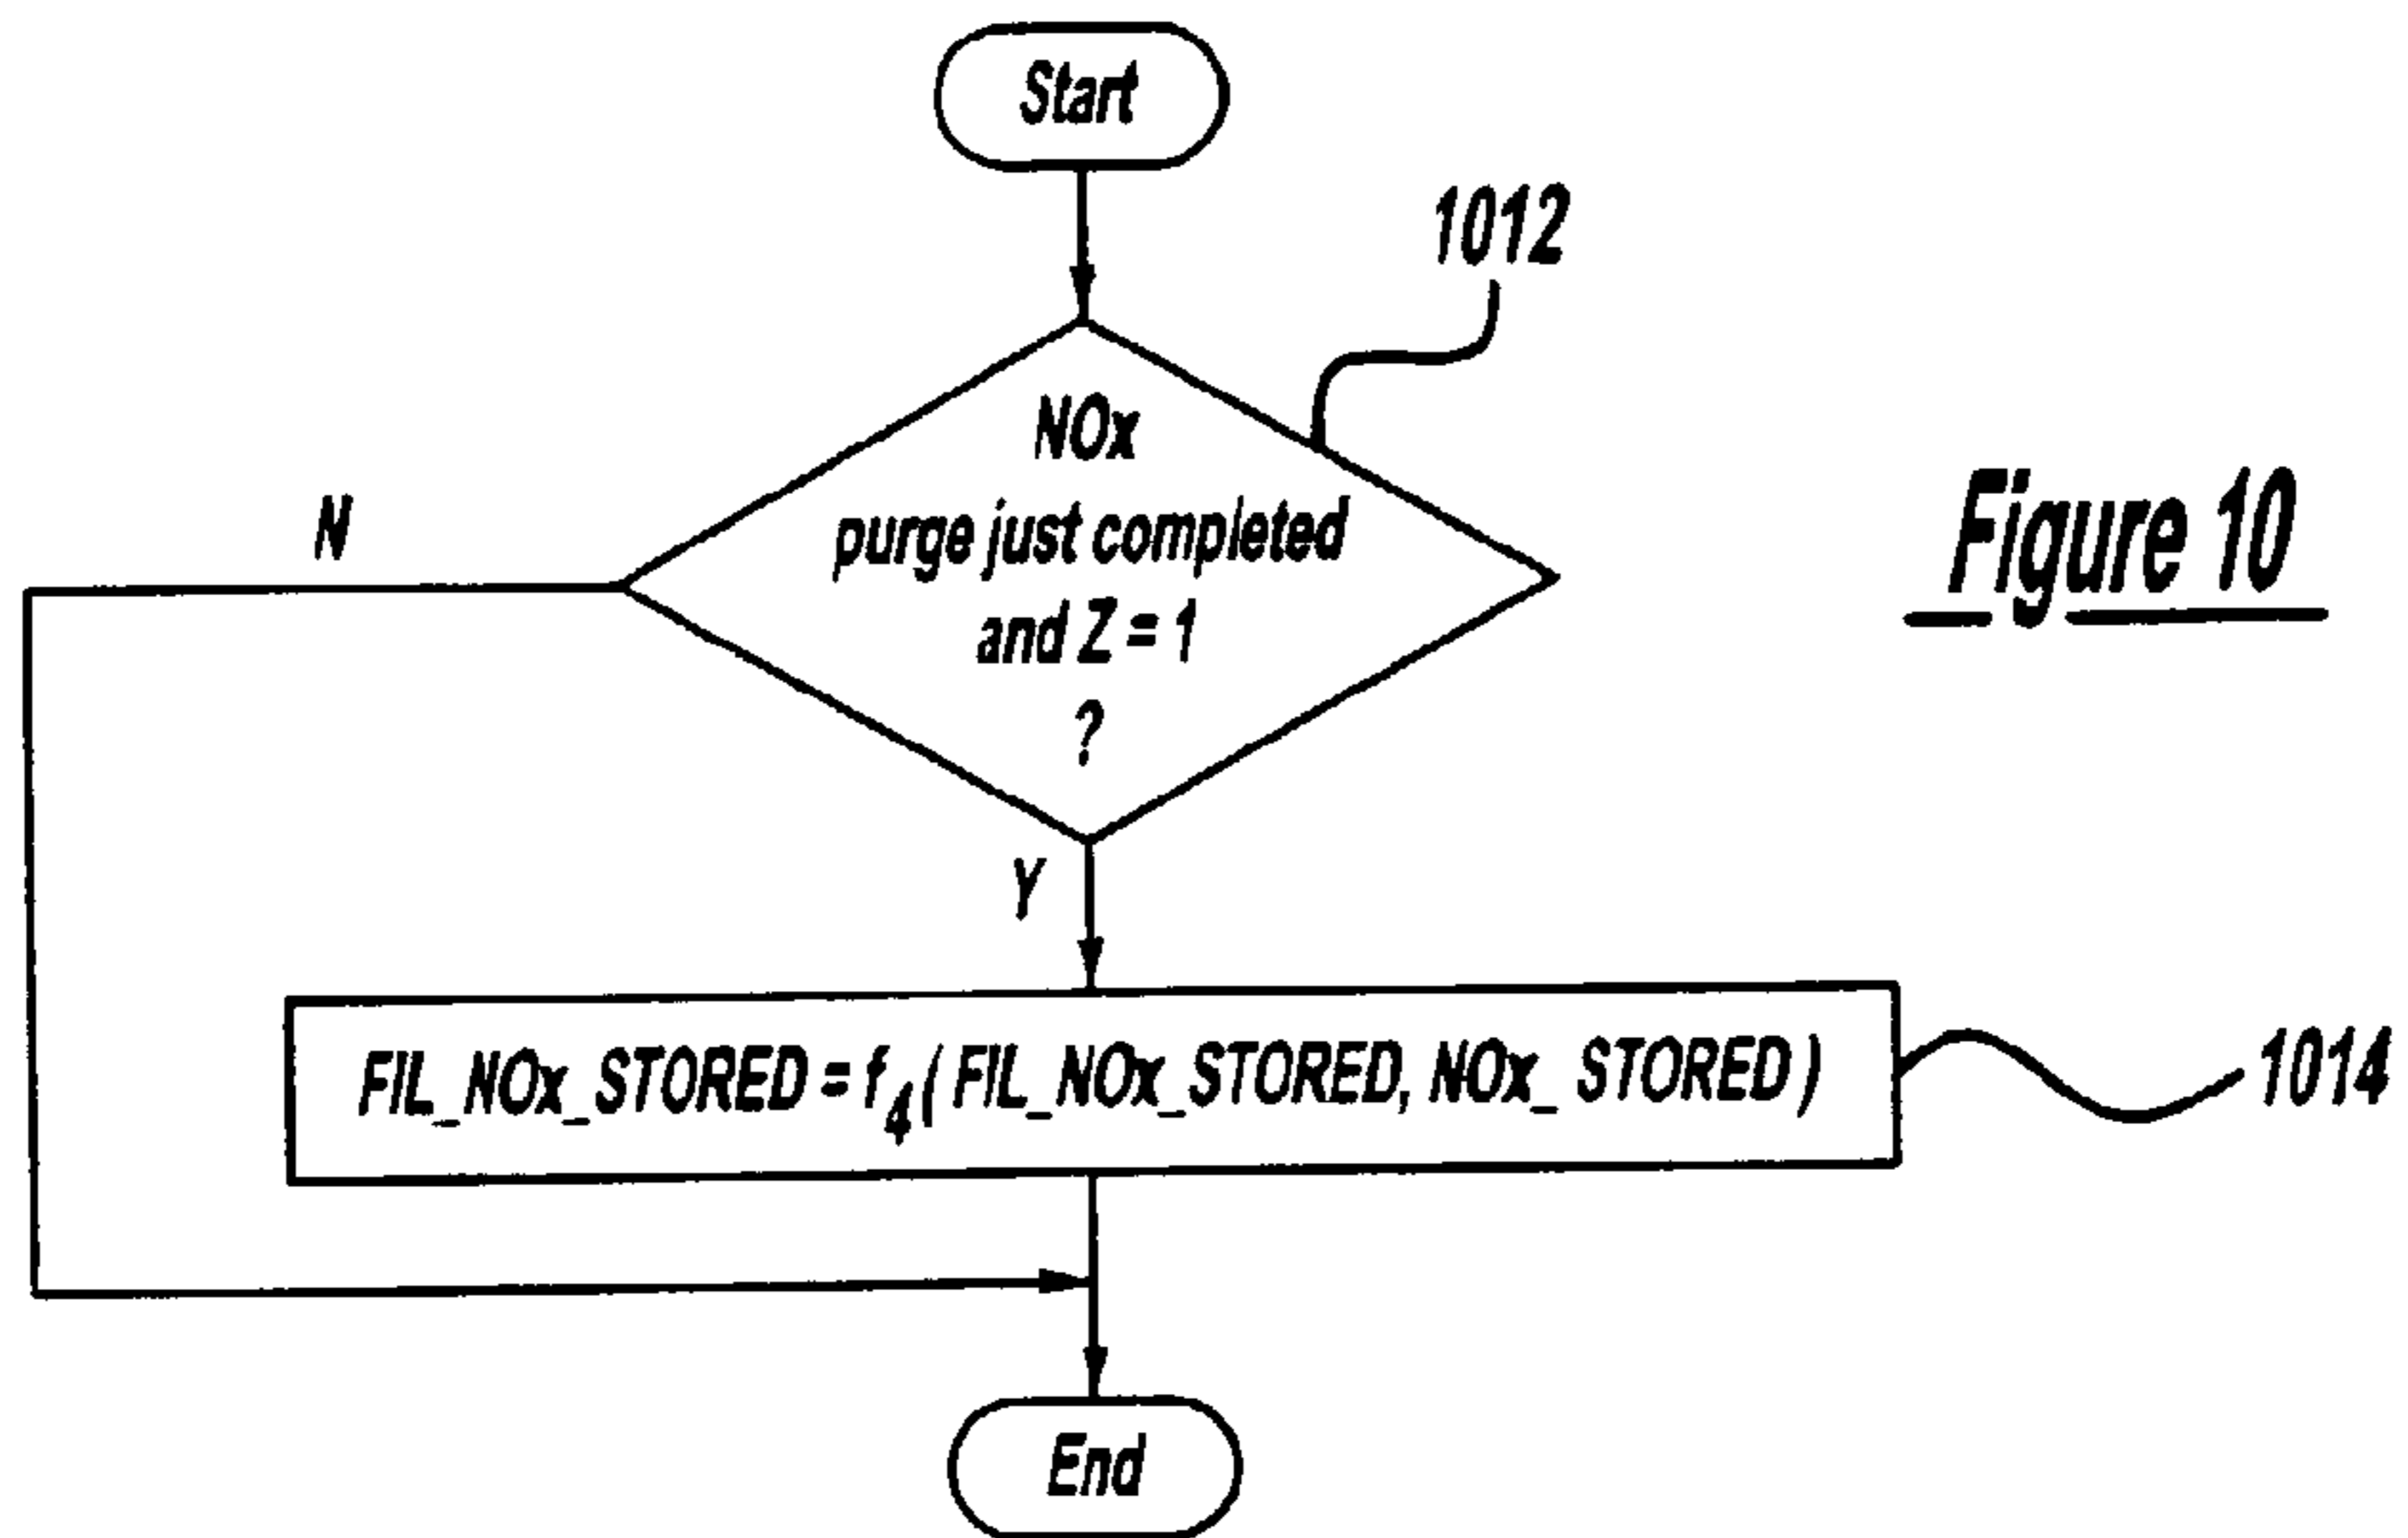 Start
1012
NOx
purge just completed
and Z = 1
?
N
Y
Figure 10
FIL_NOx_STORED = f4( FIL_NOx_STORED, NOx_ STORED )
1014
End